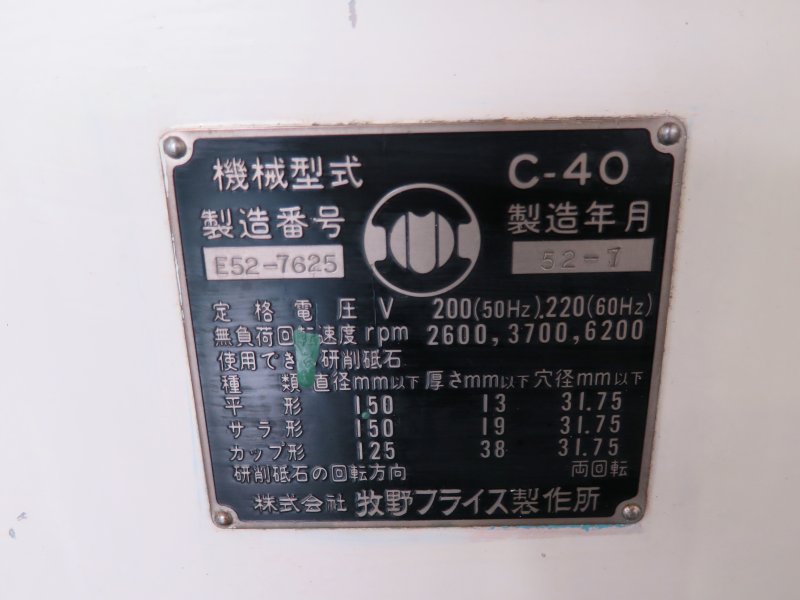 機械型式 C-40
製造番号 製造年月
E52-7625 52-7
定格電圧 V 200(50Hz).220(60Hz)
無負荷回転速度rpm 2600,3700,6200
使用でき 研削砥石
種類 直径mm以下 厚さmm以下 穴径mm以下
平形 150 13 31.75
サラ形 150 19 31.75
カップ形 125 38 31.75
研削砥石の回転方向 両回転
株式会社 牧野フライス製作所